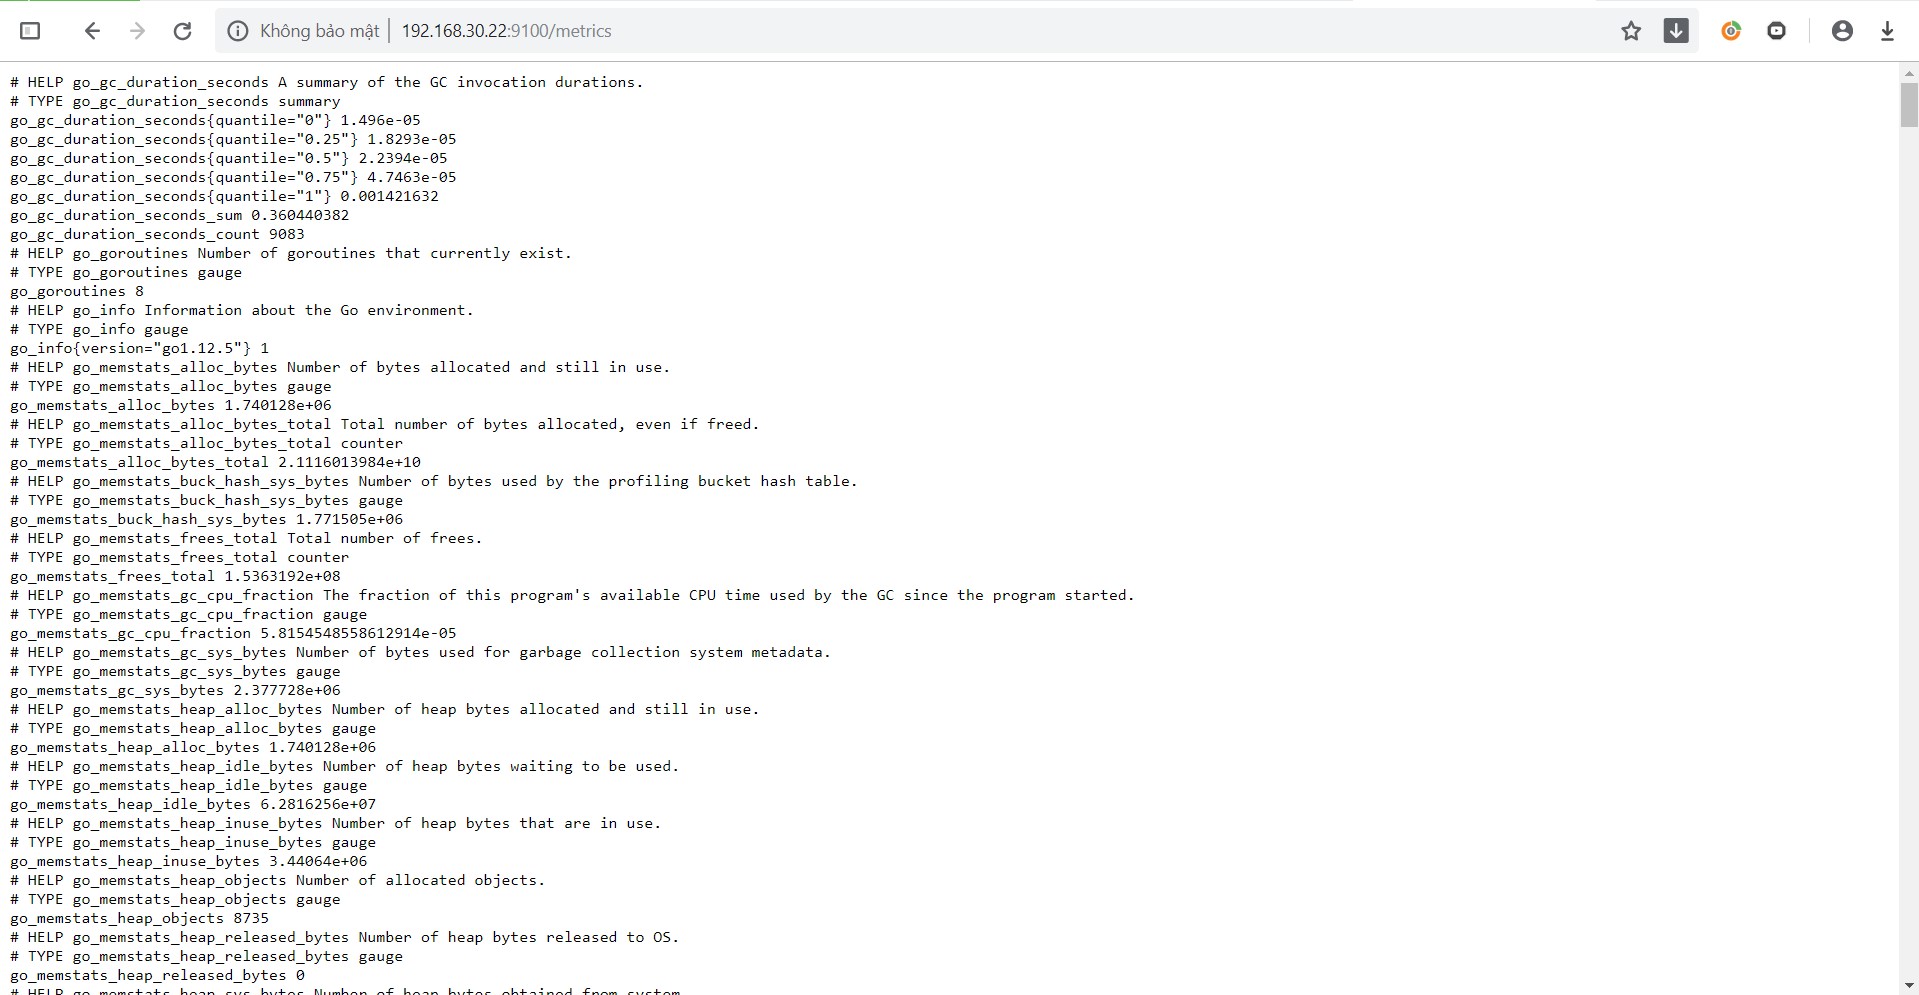 Không bảo mật 192.168.30.22:9100/metrics
# HELP go_gc_duration_seconds A summary of the GC invocation durations.
# TYPE go_gc_duration_seconds summary
go_gc_duration_seconds{quantile="0"} 1.496e-05
go_gc_duration_seconds{quantile="0.25"} 1.8293e-05
go_gc_duration_seconds{quantile="0.5"} 2.2394e-05
go_gc_duration_seconds{quantile="0.75"} 4.7463e-05
go_gc_duration_seconds{quantile="1"} 0.001421632
go_gc_duration_seconds_sum 0.360440382
go_gc_duration_seconds_count 9083
# HELP go_goroutines Number of goroutines that currently exist.
# TYPE go_goroutines gauge
go_goroutines 8
# HELP go_info Information about the Go environment.
# TYPE go_info gauge
go_info{version="go1.12.5"} 1
# HELP go_memstats_alloc_bytes Number of bytes allocated and still in use.
# TYPE go_memstats_alloc_bytes gauge
go_memstats_alloc_bytes 1.740128e+06
# HELP go_memstats_alloc_bytes_total Total number of bytes allocated, even if freed.
# TYPE go_memstats_alloc_bytes_total counter
go_memstats_alloc_bytes_total 2.1116013984e+10
# HELP go_memstats_buck_hash_sys_bytes Number of bytes used by the profiling bucket hash table.
# TYPE go_memstats_buck_hash_sys_bytes gauge
go_memstats_buck_hash_sys_bytes 1.771505e+06
# HELP go_memstats_frees_total Total number of frees.
# TYPE go_memstats_frees_total counter
go_memstats_frees_total 1.5363192e+08
# HELP go_memstats_gc_cpu_fraction The fraction of this program's available CPU time used by the GC since the program started.
# TYPE go_memstats_gc_cpu_fraction gauge
go_memstats_gc_cpu_fraction 5.8154548558612914e-05
# HELP go_memstats_gc_sys_bytes Number of bytes used for garbage collection system metadata.
# TYPE go_memstats_gc_sys_bytes gauge
go_memstats_gc_sys_bytes 2.377728e+06
# HELP go_memstats_heap_alloc_bytes Number of heap bytes allocated and still in use.
# TYPE go_memstats_heap_alloc_bytes gauge
go_memstats_heap_alloc_bytes 1.740128e+06
# HELP go_memstats_heap_idle_bytes Number of heap bytes waiting to be used.
# TYPE go_memstats_heap_idle_bytes gauge
go_memstats_heap_idle_bytes 6.2816256e+07
# HELP go_memstats_heap_inuse_bytes Number of heap bytes that are in use.
# TYPE go_memstats_heap_inuse_bytes gauge
go_memstats_heap_inuse_bytes 3.44064e+06
# HELP go_memstats_heap_objects Number of allocated objects.
# TYPE go_memstats_heap_objects gauge
go_memstats_heap_objects 8735
# HELP go_memstats_heap_released_bytes Number of heap bytes released to OS.
# TYPE go_memstats_heap_released_bytes gauge
go_memstats_heap_released_bytes 0
# HELP go_memstats_heap_sys_bytes Number of heap bytes obtained from system